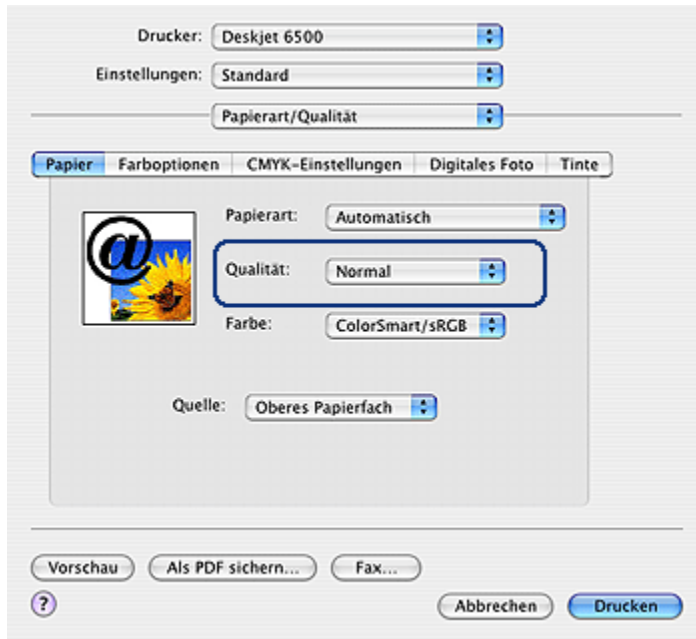 Drucker: Deskjet 6500
Einstellungen: Standard
Papierart/Qualität
Papier Farboptionen CMYK-Einstellungen Digitales Foto Tinte
@
Papierart: Automatisch
Qualität: Normal
Farbe: ColorSmart/sRGB
Quelle: Oberes Papierfach
Vorschau Als PDF sichern... Fax...
? Abbrechen Drucken